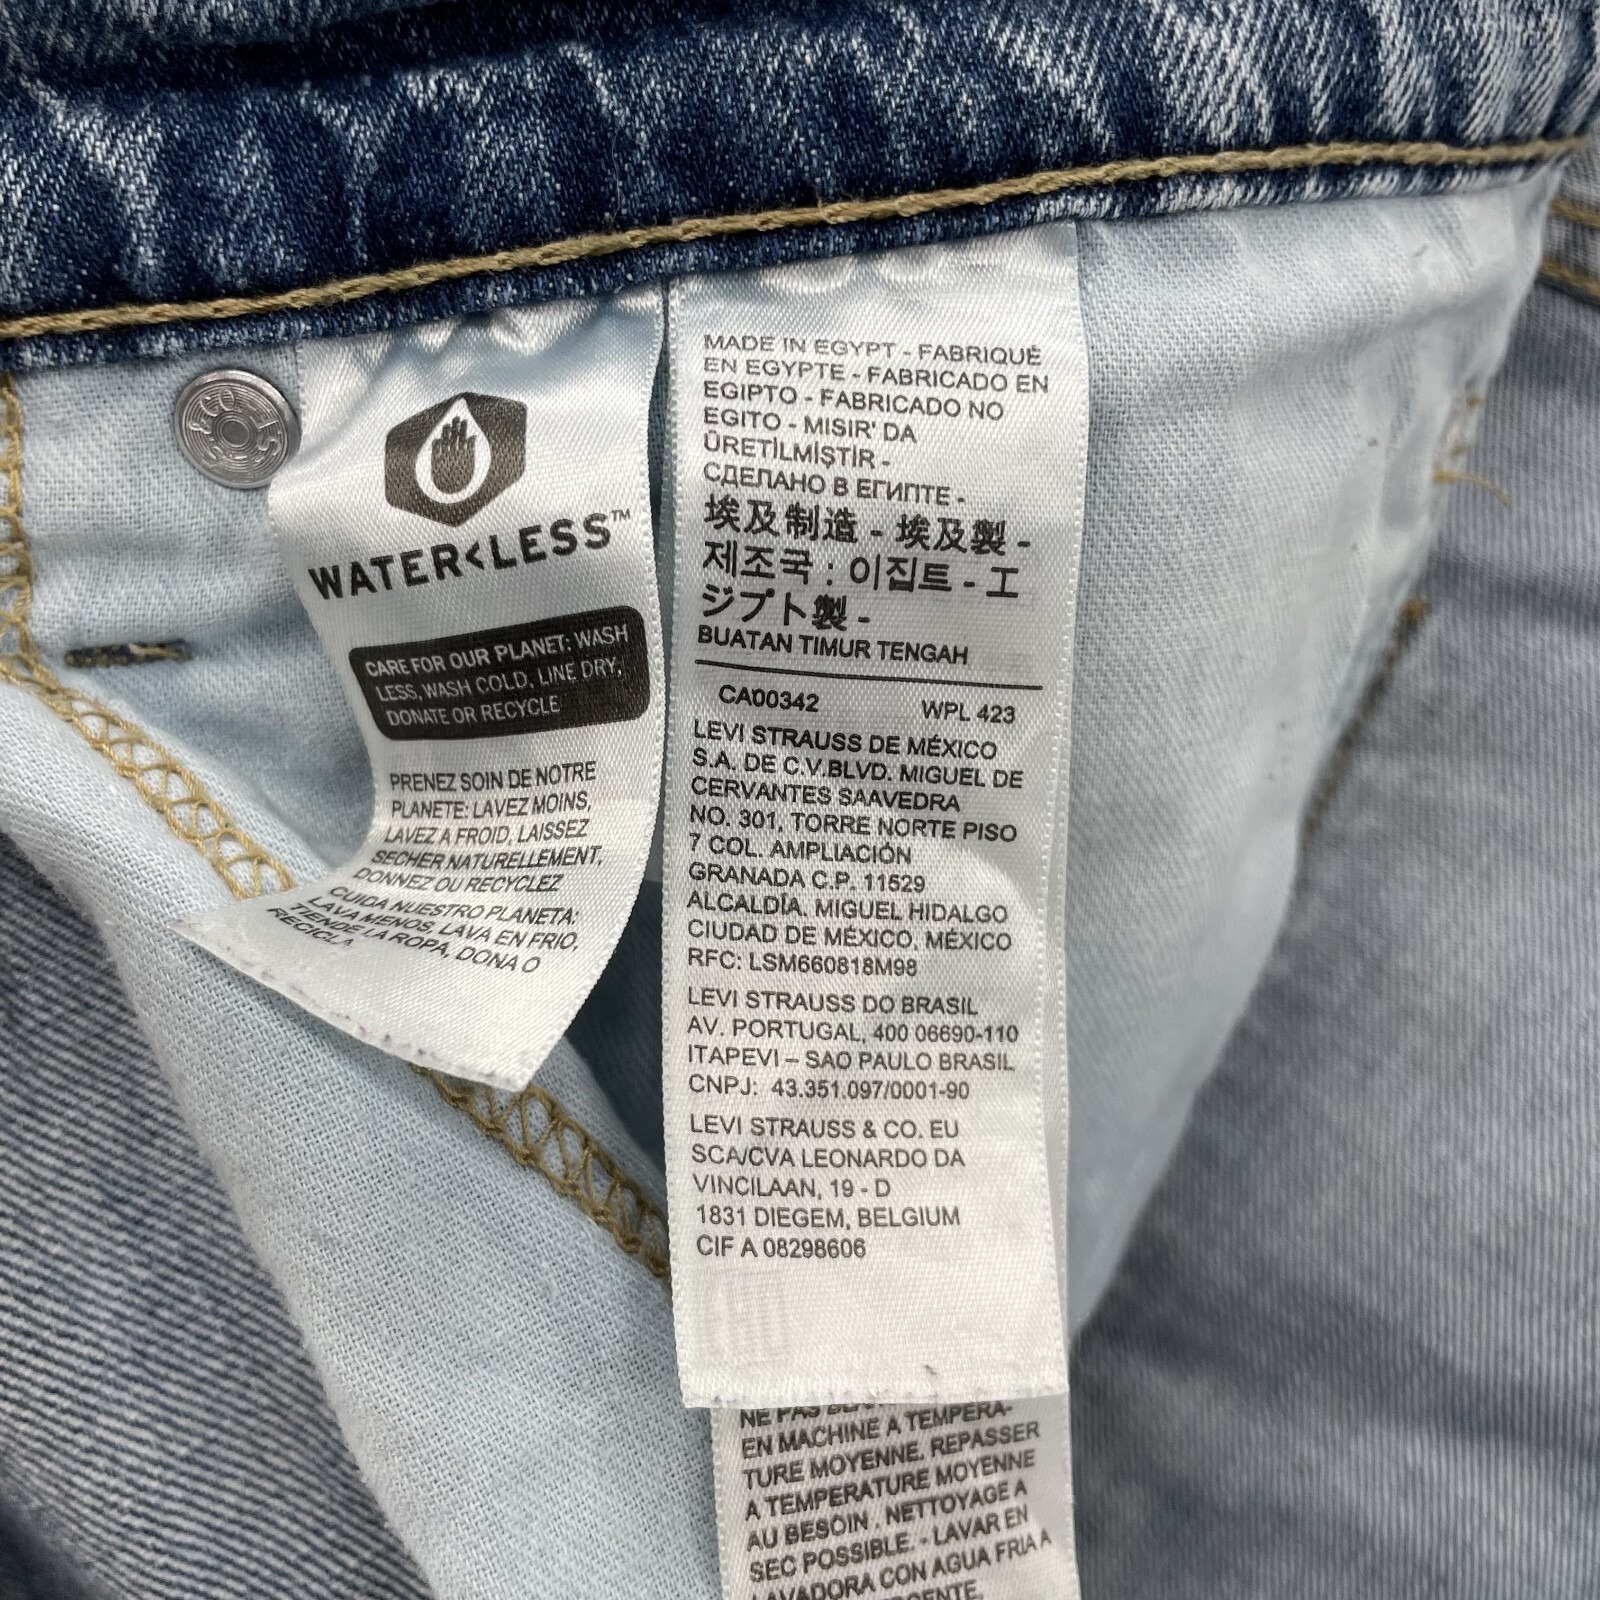 WATER<LESS™
CARE FOR OUR PLANET: WASH
LESS, WASH COLD, LINE DRY,
DONATE OR RECYCLE
PRENEZ SOIN DE NOTRE
PLANETE: LAVEZ MOINS,
LAVEZ A FROID, LAISSEZ
SECHER NATURELLEMENT,
DONNEZ OU RECYCLEZ
CUIDA NUESTRO PLANETA:
LAVA MENOS, LAVA EN FRIO,
TIENDE LA ROPA, DONA O
RECICLA
MADE IN EGYPT - FABRIQUÉ
EN EGYPTE - FABRICADO EN
EGIPTO - FABRICADO NO
EGITO - MISIR' DA
ÜRETİLMİŞTİR -
СДЕЛАНО В ЕГИПТЕ -
埃及制造 - 埃及製 -
제조국 : 이집트 - エ
ジプト製 -
BUATAN TIMUR TENGAH
CA00342 WPL 423
LEVI STRAUSS DE MÉXICO
S.A. DE C.V.BLVD. MIGUEL DE
CERVANTES SAAVEDRA
NO. 301, TORRE NORTE PISO
7 COL. AMPLIACIÓN
GRANADA C.P. 11529
ALCALDÍA. MIGUEL HIDALGO
CIUDAD DE MÉXICO, MÉXICO
RFC: LSM660818M98
LEVI STRAUSS DO BRASIL
AV. PORTUGAL, 400 06690-110
ITAPEVI – SAO PAULO BRASIL
CNPJ: 43.351.097/0001-90
LEVI STRAUSS & CO. EU
SCA/CVA LEONARDO DA
VINCILAAN, 19 - D
1831 DIEGEM, BELGIUM
CIF A 08298606
NE PAS
EN MACHINE A TEMPERA-
TURE MOYENNE. REPASSER
A TEMPERATURE MOYENNE
AU BESOIN . NETTOYAGE A
SEC POSSIBLE. - LAVAR EN
LAVADORA CON AGUA FRIA A